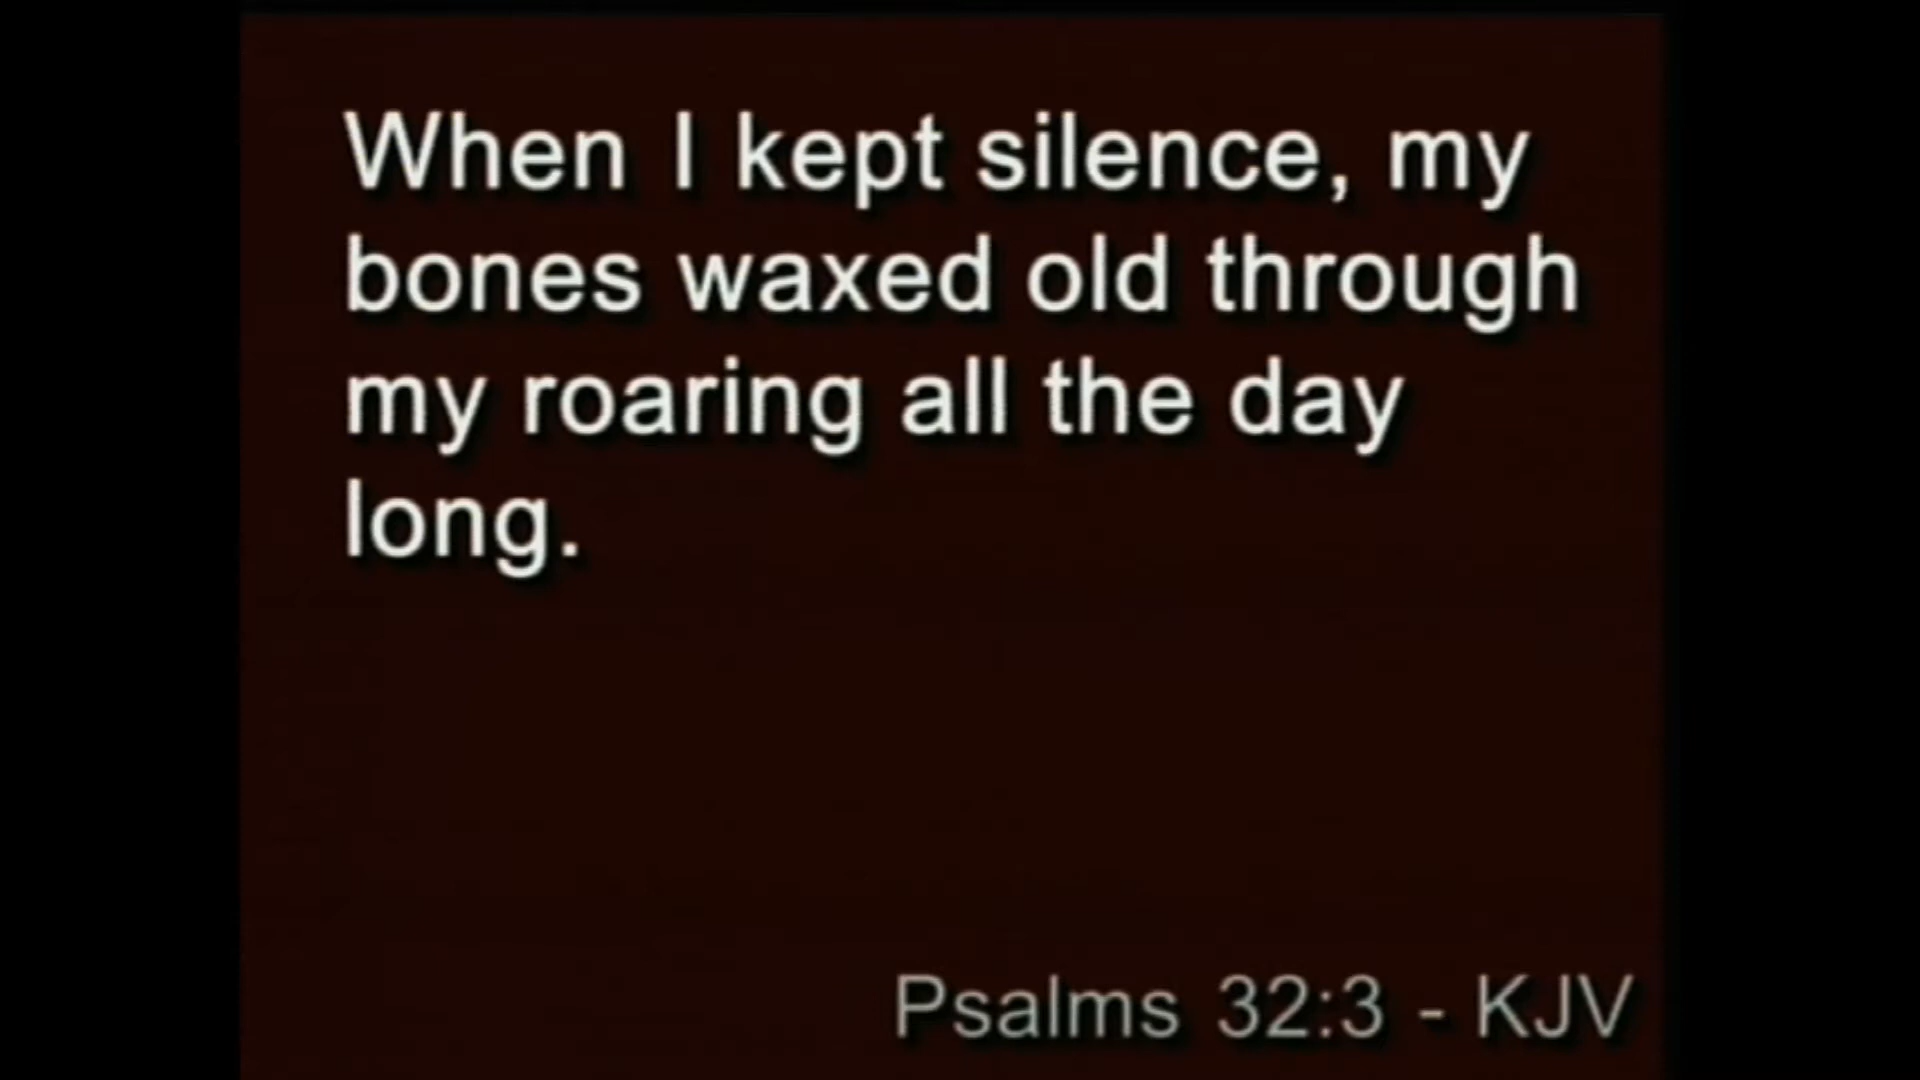 When I kept silence, my
bones waxed old through
my roaring all the day
long.
Psalms 32:3 - KJV